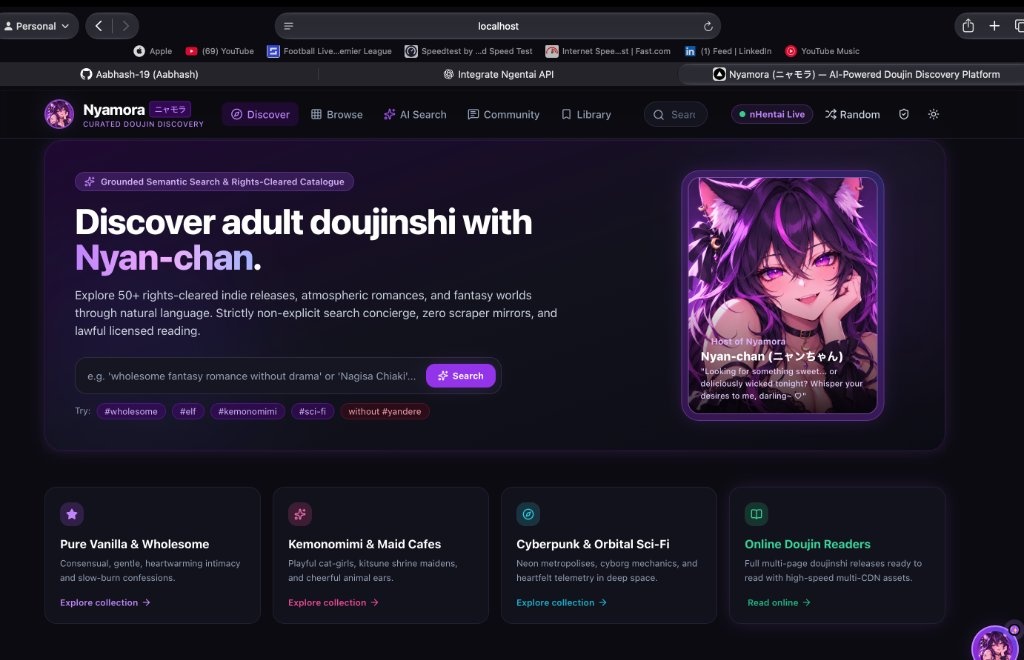 Personal
localhost
Apple
(69) YouTube
Football Live...emier League
Speedtest by ...d Speed Test
Internet Spee...st | Fast.com
(1) Feed | LinkedIn
YouTube Music
Aabhash-19 (Aabhash)
Integrate Ngentai API
Nyamora (ニャモラ) — AI-Powered Doujin Discovery Platform
Nyamora ニャモラ
CURATED DOUJIN DISCOVERY
Discover
Browse
AI Search
Community
Library
Searc
nHentai Live
Random
Grounded Semantic Search & Rights-Cleared Catalogue
Discover adult doujinshi with
Nyan-chan.
Explore 50+ rights-cleared indie releases, atmospheric romances, and fantasy worlds
through natural language. Strictly non-explicit search concierge, zero scraper mirrors, and
lawful licensed reading.
e.g. 'wholesome fantasy romance without drama' or 'Nagisa Chiaki'...
Search
Try:
#wholesome
#elf
#kemonomimi
#sci-fi
without #yandere
Host of Nyamora
Nyan-chan (ニャンちゃん)
"Looking for something sweet... or
deliciously wicked tonight? Whisper your
desires to me, darling~ ♡"
Pure Vanilla & Wholesome
Consensual, gentle, heartwarming intimacy
and slow-burn confessions.
Explore collection →
Kemonomimi & Maid Cafes
Playful cat-girls, kitsune shrine maidens,
and cheerful animal ears.
Explore collection →
Cyberpunk & Orbital Sci-Fi
Neon metropolises, cyborg mechanics, and
heartfelt telemetry in deep space.
Explore collection →
Online Doujin Readers
Full multi-page doujinshi releases ready to
read with high-speed multi-CDN assets.
Read online →